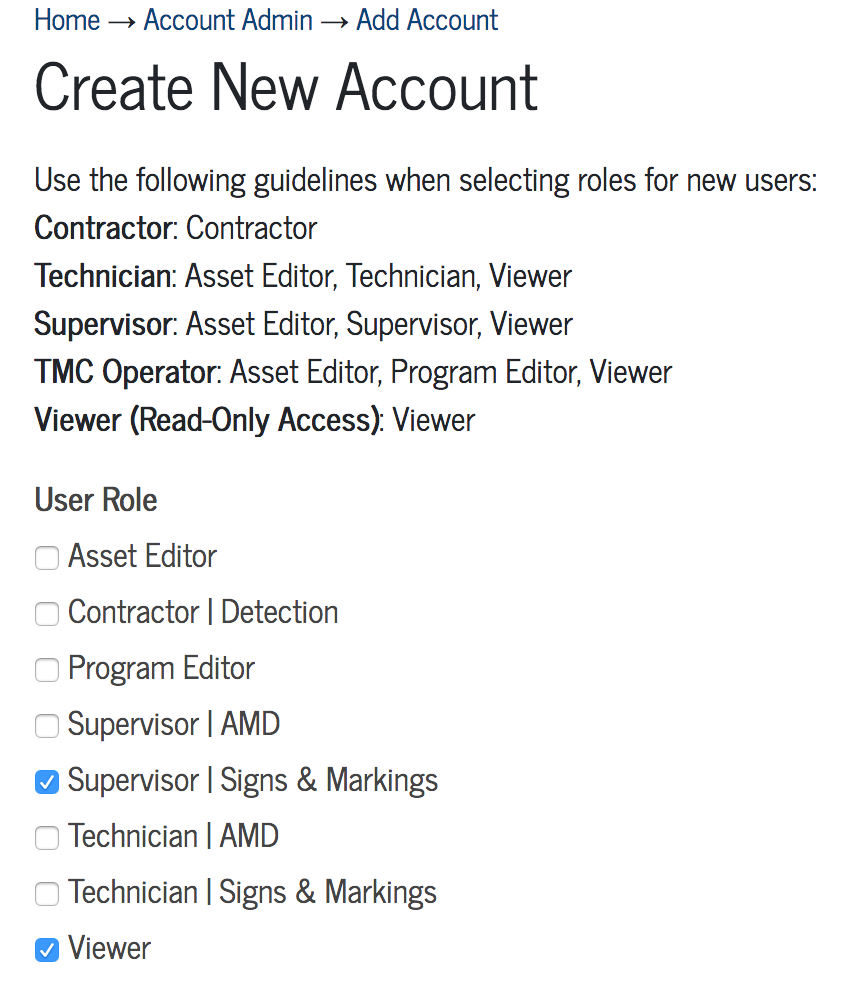 Home → Account Admin → Add Account
Create New Account
Use the following guidelines when selecting roles for new users:
Contractor: Contractor
Technician: Asset Editor, Technician, Viewer
Supervisor: Asset Editor, Supervisor, Viewer
TMC Operator: Asset Editor, Program Editor, Viewer
Viewer (Read-Only Access): Viewer
User Role
Asset Editor
Contractor | Detection
Program Editor
Supervisor | AMD
Supervisor | Signs & Markings
Technician | AMD
Technician | Signs & Markings
Viewer